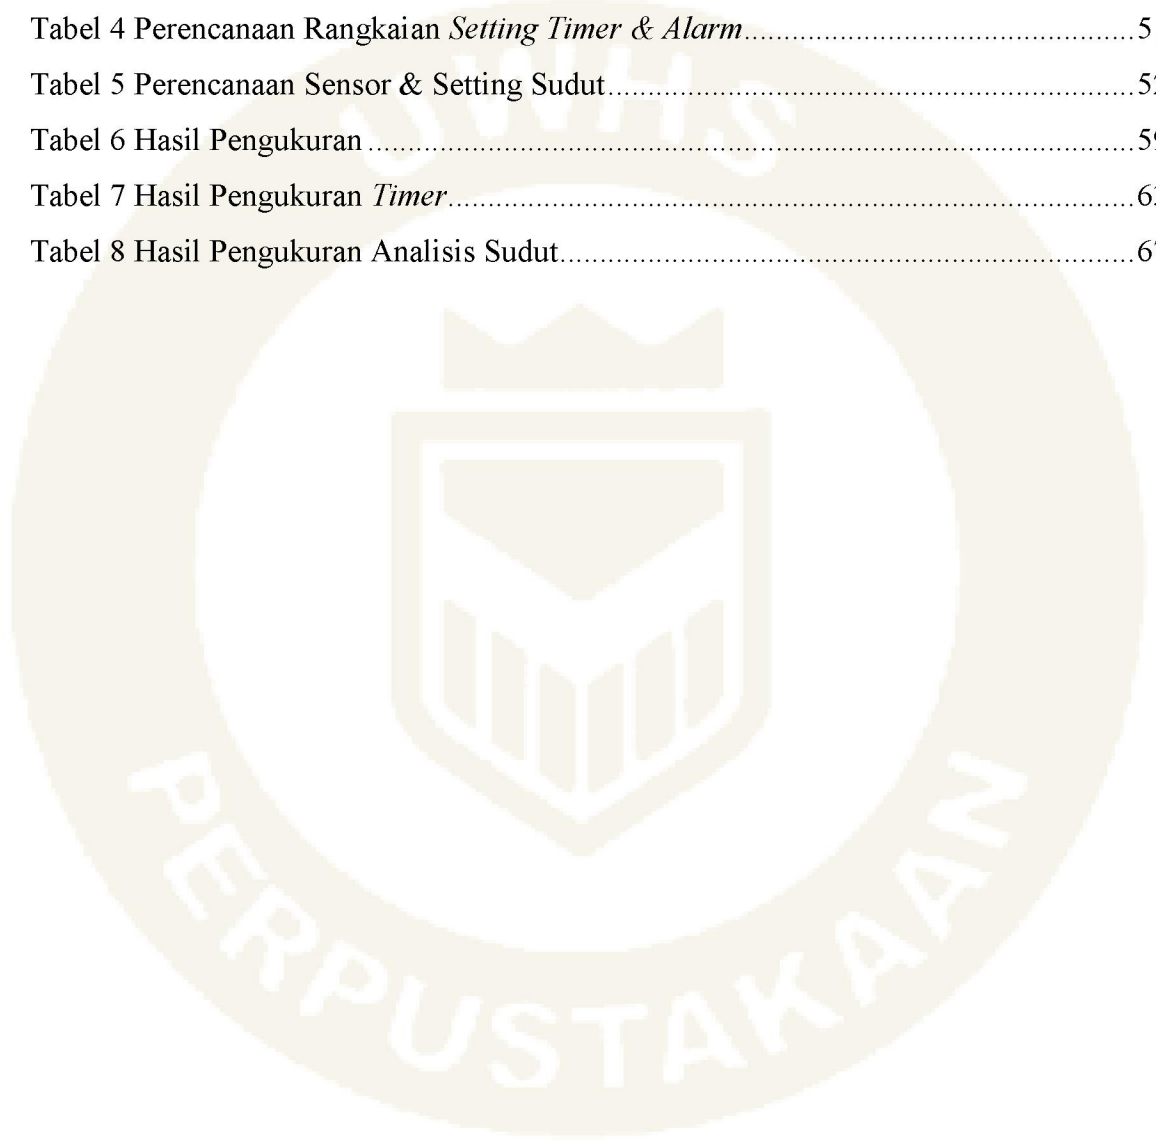 Tabel 4 Perencanaan Rangkaian Setting Timer & Alarm................................................5
Tabel 5 Perencanaan Sensor & Setting Sudut.................................................................5
Tabel 6 Hasil Pengukuran ...............................................................................................5
Tabel 7 Hasil Pengukuran Timer.....................................................................................6
Tabel 8 Hasil Pengukuran Analisis Sudut.......................................................................6
UWHS
PERPUSTAKAAN